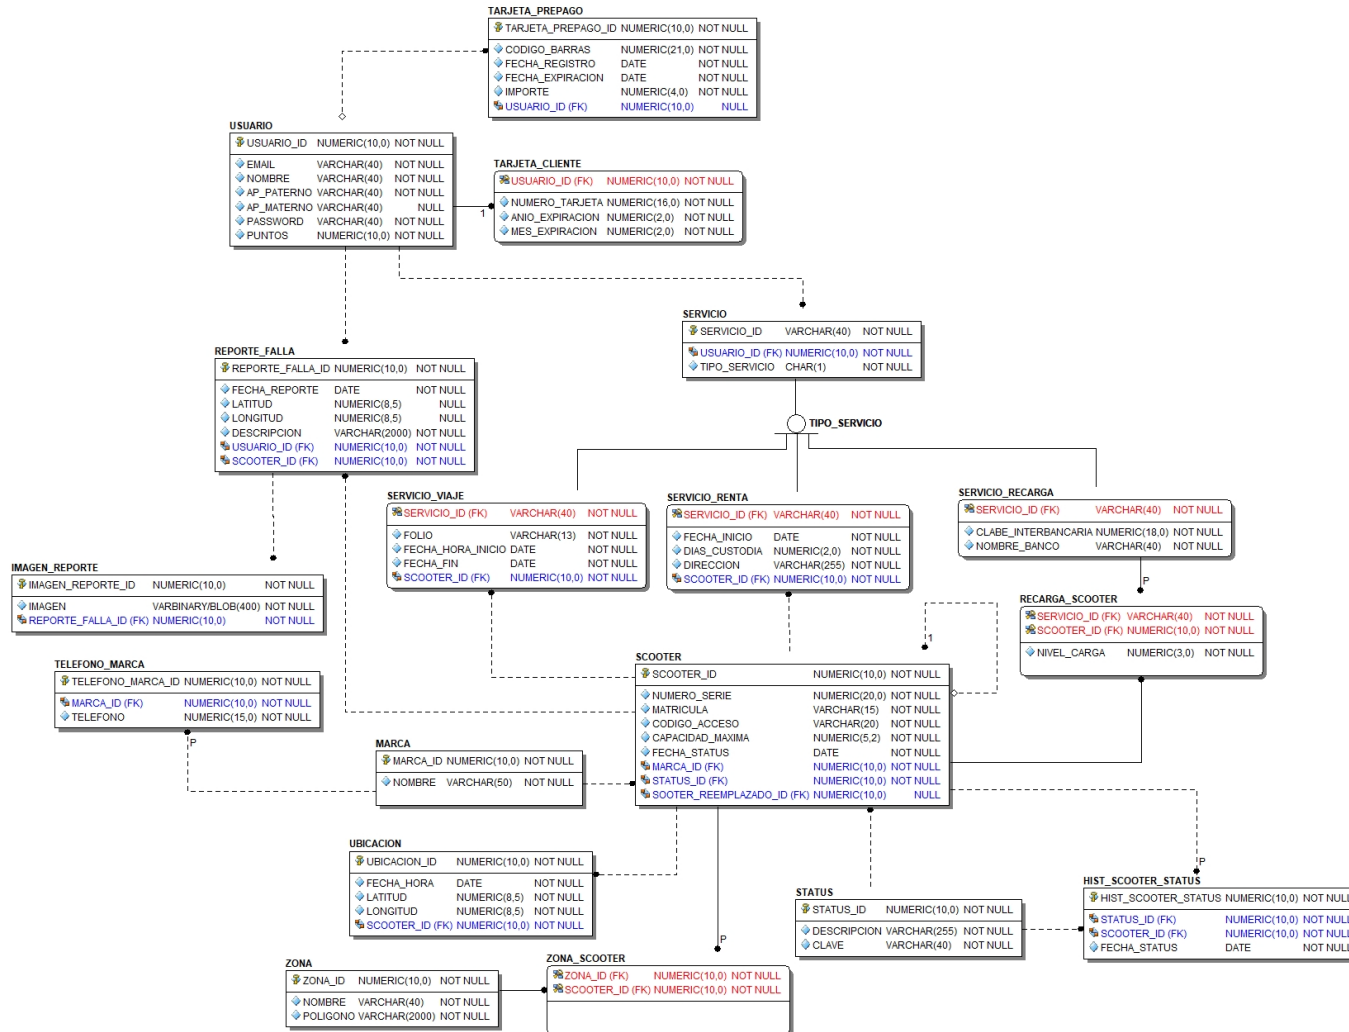 TARJETA_PREPAGO
TARJETA_PREPAGO_ID NUMERIC(10,0) NOT NULL
CODIGO_BARRAS NUMERIC(21,0) NOT NULL
FECHA_REGISTRO DATE NOT NULL
FECHA_EXPIRACION DATE NOT NULL
IMPORTE NUMERIC(4,0) NOT NULL
USUARIO_ID (FK) NUMERIC(10,0) NULL
USUARIO
USUARIO_ID NUMERIC(10,0) NOT NULL
EMAIL VARCHAR(40) NOT NULL
NOMBRE VARCHAR(40) NOT NULL
AP_PATERNO VARCHAR(40) NOT NULL
AP_MATERNO VARCHAR(40) NULL
PASSWORD VARCHAR(40) NOT NULL
PUNTOS NUMERIC(10,0) NOT NULL
1
TARJETA_CLIENTE
USUARIO_ID (FK) NUMERIC(10,0) NOT NULL
NUMERO_TARJETA NUMERIC(16,0) NOT NULL
ANIO_EXPIRACION NUMERIC(2,0) NOT NULL
MES_EXPIRACION NUMERIC(2,0) NOT NULL
SERVICIO
SERVICIO_ID VARCHAR(40) NOT NULL
USUARIO_ID (FK) NUMERIC(10,0) NOT NULL
TIPO_SERVICIO CHAR(1) NOT NULL
TIPO_SERVICIO
REPORTE_FALLA
REPORTE_FALLA_ID NUMERIC(10,0) NOT NULL
FECHA_REPORTE DATE NOT NULL
LATITUD NUMERIC(8,5) NULL
LONGITUD NUMERIC(8,5) NULL
DESCRIPCION VARCHAR(2000) NOT NULL
USUARIO_ID (FK) NUMERIC(10,0) NOT NULL
SCOOTER_ID (FK) NUMERIC(10,0) NOT NULL
SERVICIO_VIAJE
SERVICIO_ID (FK) VARCHAR(40) NOT NULL
FOLIO VARCHAR(13) NOT NULL
FECHA_HORA_INICIO DATE NOT NULL
FECHA_FIN DATE NOT NULL
SCOOTER_ID (FK) NUMERIC(10,0) NOT NULL
SERVICIO_RENTA
SERVICIO_ID (FK) VARCHAR(40) NOT NULL
FECHA_INICIO DATE NOT NULL
DIAS_CUSTODIA NUMERIC(2,0) NOT NULL
DIRECCION VARCHAR(255) NOT NULL
SCOOTER_ID (FK) NUMERIC(10,0) NOT NULL
SERVICIO_RECARGA
SERVICIO_ID (FK) VARCHAR(40) NOT NULL
CLABE_INTERBANCARIA NUMERIC(18,0) NOT NULL
NOMBRE_BANCO VARCHAR(40) NOT NULL
P
IMAGEN_REPORTE
IMAGEN_REPORTE_ID NUMERIC(10,0) NOT NULL
IMAGEN VARBINARY/BLOB(400) NOT NULL
REPORTE_FALLA_ID (FK) NUMERIC(10,0) NOT NULL
RECARGA_SCOOTER
SERVICIO_ID (FK) VARCHAR(40) NOT NULL
SCOOTER_ID (FK) NUMERIC(10,0) NOT NULL
NIVEL_CARGA NUMERIC(3,0) NOT NULL
1
TELEFONO_MARCA
TELEFONO_MARCA_ID NUMERIC(10,0) NOT NULL
MARCA_ID (FK) NUMERIC(10,0) NOT NULL
TELEFONO NUMERIC(15,0) NOT NULL
P
SCOOTER
SCOOTER_ID NUMERIC(10,0) NOT NULL
NUMERO_SERIE NUMERIC(20,0) NOT NULL
MATRICULA VARCHAR(15) NOT NULL
CODIGO_ACCESO VARCHAR(20) NOT NULL
CAPACIDAD_MAXIMA NUMERIC(5,2) NOT NULL
FECHA_STATUS DATE NOT NULL
MARCA_ID (FK) NUMERIC(10,0) NOT NULL
STATUS_ID (FK) NUMERIC(10,0) NOT NULL
SOOTER_REEMPLAZADO_ID (FK) NUMERIC(10,0) NULL
MARCA
MARCA_ID NUMERIC(10,0) NOT NULL
NOMBRE VARCHAR(50) NOT NULL
UBICACION
UBICACION_ID NUMERIC(10,0) NOT NULL
FECHA_HORA DATE NOT NULL
LATITUD NUMERIC(8,5) NOT NULL
LONGITUD NUMERIC(8,5) NOT NULL
SCOOTER_ID (FK) NUMERIC(10,0) NOT NULL
P
STATUS
STATUS_ID NUMERIC(10,0) NOT NULL
DESCRIPCION VARCHAR(255) NOT NULL
CLAVE VARCHAR(40) NOT NULL
P
HIST_SCOOTER_STATUS
HIST_SCOOTER_STATUS NUMERIC(10,0) NOT NULL
STATUS_ID (FK) NUMERIC(10,0) NOT NULL
SCOOTER_ID (FK) NUMERIC(10,0) NOT NULL
FECHA_STATUS DATE NOT NULL
ZONA
ZONA_ID NUMERIC(10,0) NOT NULL
NOMBRE VARCHAR(40) NOT NULL
POLIGONO VARCHAR(2000) NOT NULL
ZONA_SCOOTER
ZONA_ID (FK) NUMERIC(10,0) NOT NULL
SCOOTER_ID (FK) NUMERIC(10,0) NOT NULL